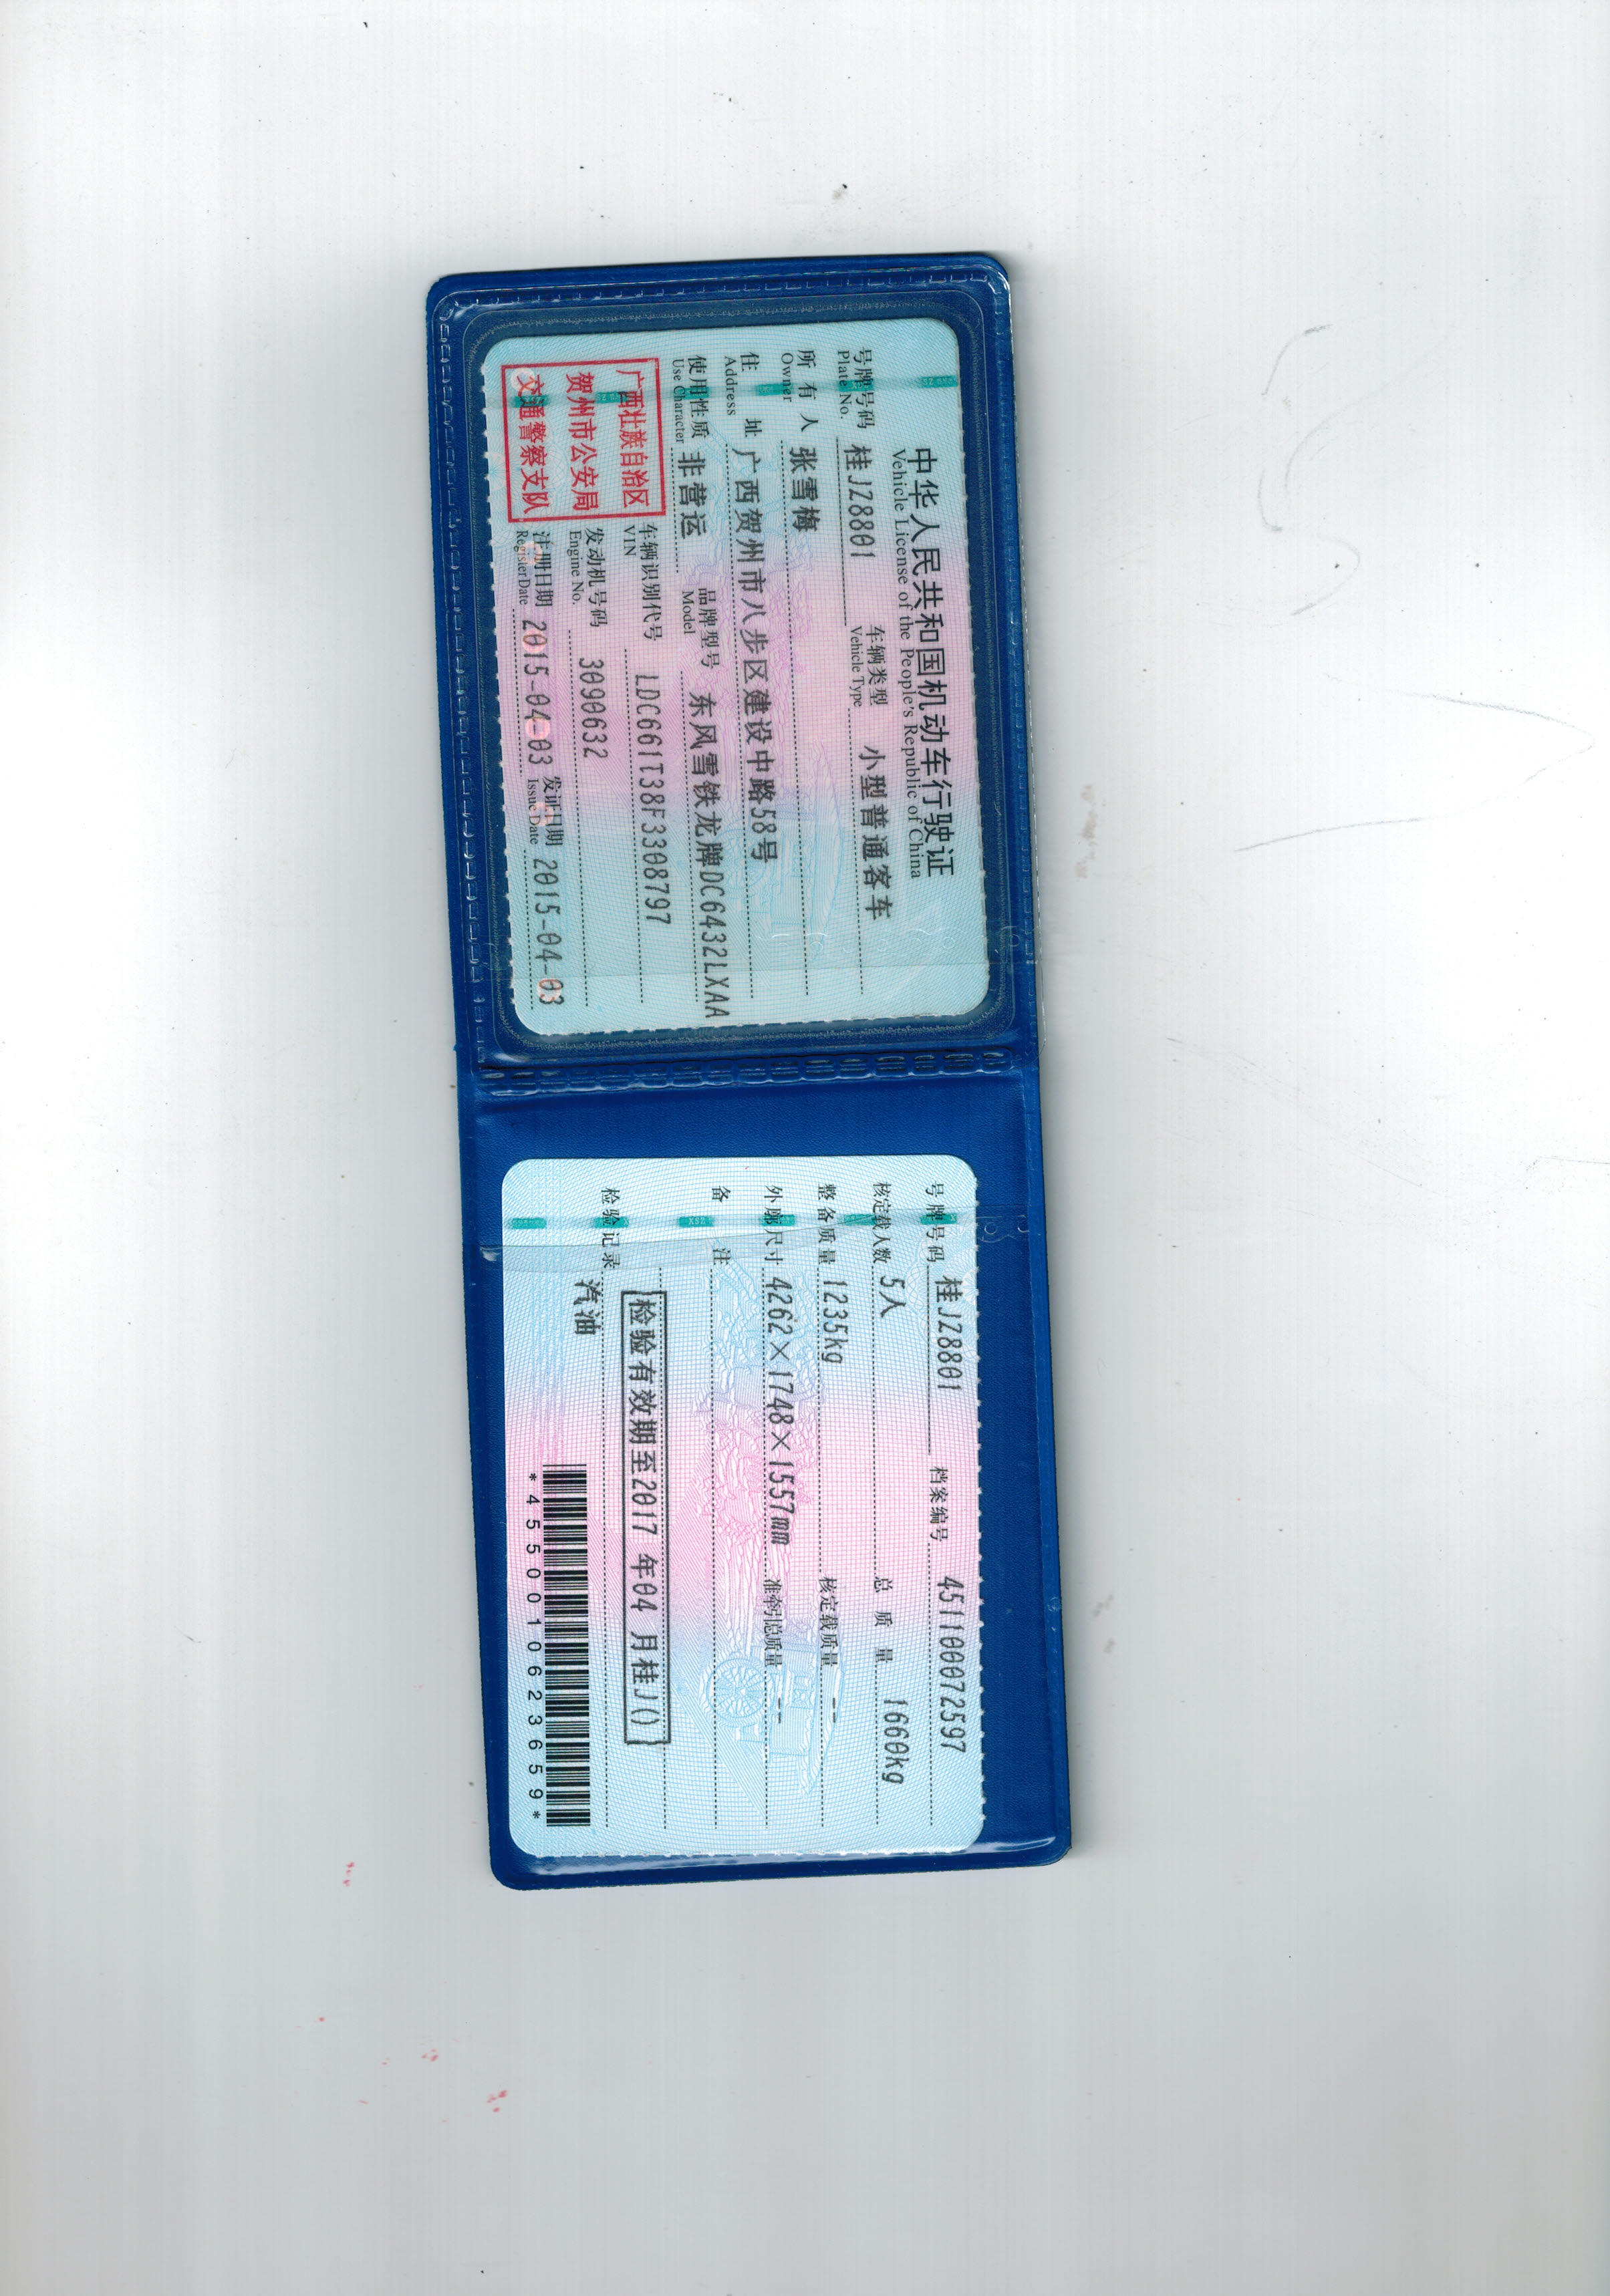 中华人民共和国机动车行驶证
Vehicle License of the People's Republic of China
号牌号码 桂JZ8801 车辆类型 小型普通客车
Plate No. Vehicle Type
所有人 张雪梅
Owner
住址 广西贺州市八步区建设中路58号
Address
使用性质 非营运 品牌型号 东风雪铁龙牌DC6432LXAA
Use Character Model
广西壮族自治区
贺州市公安局
交通警察支队
车辆识别代号 LDC661T38F3308797
VIN
发动机号码 3090632
Engine No.
注册日期 2015-04-03 发证日期 2015-04-03
Register Date Issue Date
号牌号码 桂JZ8801 档案编号 451100072597
核定载人数 5人 总质量 1660kg
整备质量 1235kg 核定载质量 --
外廓尺寸 4262×1748×1557mm 准牵引总质量 --
备注
检验有效期至2017 年04 月桂J()
检验记录
汽油
*4550010623659*